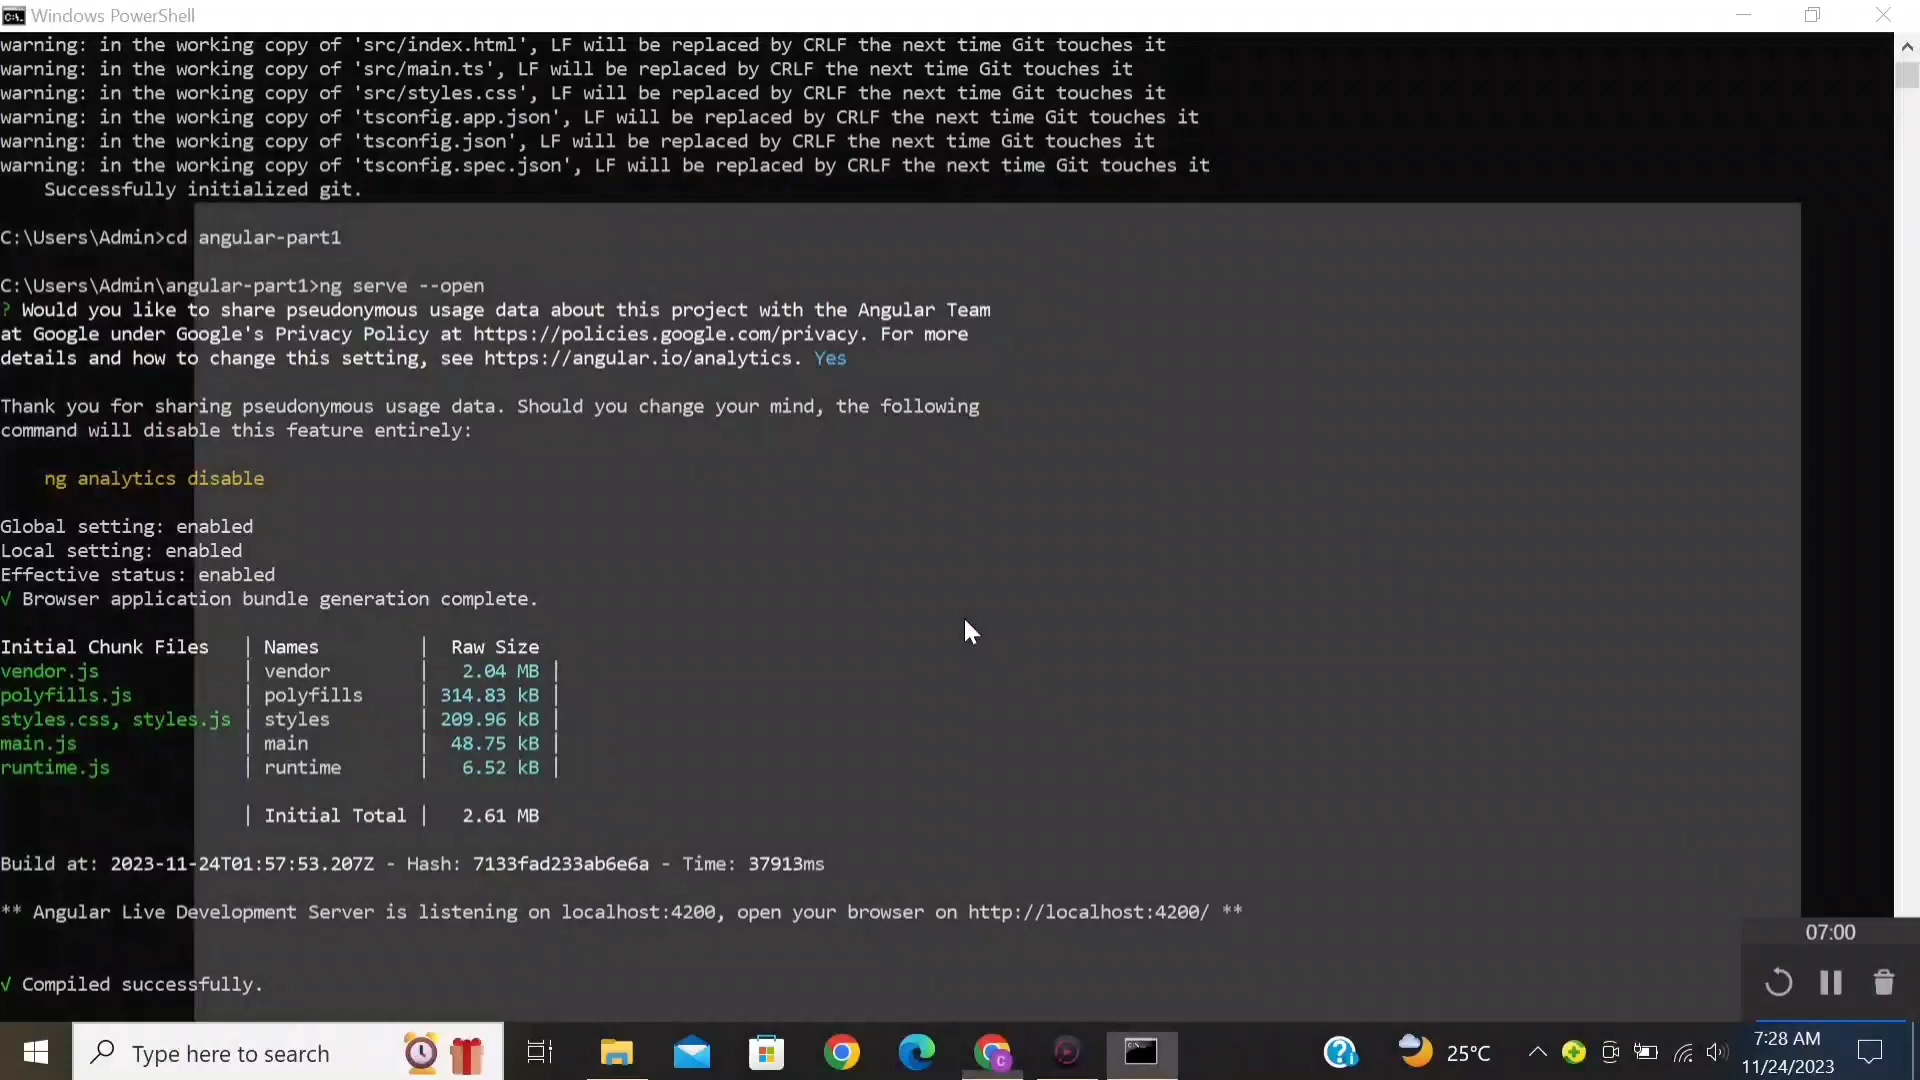 Windows PowerShell
warning: in the working copy of 'src/index.html', LF will be replaced by CRLF the next time Git touches it
warning: in the working copy of 'src/main.ts', LF will be replaced by CRLF the next time Git touches it
warning: in the working copy of 'src/styles.css', LF will be replaced by CRLF the next time Git touches it
warning: in the working copy of 'tsconfig.app.json', LF will be replaced by CRLF the next time Git touches it
warning: in the working copy of 'tsconfig.json', LF will be replaced by CRLF the next time Git touches it
warning: in the working copy of 'tsconfig.spec.json', LF will be replaced by CRLF the next time Git touches it
    Successfully initialized git.
C:\Users\Admin>cd angular-part1
C:\Users\Admin\angular-part1>ng serve --open
? Would you like to share pseudonymous usage data about this project with the Angular Team
at Google under Google's Privacy Policy at https://policies.google.com/privacy. For more
details and how to change this setting, see https://angular.io/analytics. Yes
Thank you for sharing pseudonymous usage data. Should you change your mind, the following
command will disable this feature entirely:
    ng analytics disable
Global setting: enabled
Local setting: enabled
Effective status: enabled
√ Browser application bundle generation complete.
Initial Chunk Files | Names | Raw Size
vendor.js | vendor | 2.04 MB |
polyfills.js | polyfills | 314.83 kB |
styles.css, styles.js | styles | 209.96 kB |
main.js | main | 48.75 kB |
runtime.js | runtime | 6.52 kB |
| Initial Total | 2.61 MB
Build at: 2023-11-24T01:57:53.207Z - Hash: 7133fad233ab6e6a - Time: 37913ms
** Angular Live Development Server is listening on localhost:4200, open your browser on http://localhost:4200/ **
07:00
√ Compiled successfully.
Type here to search
25°C
7:28 AM
11/24/2023